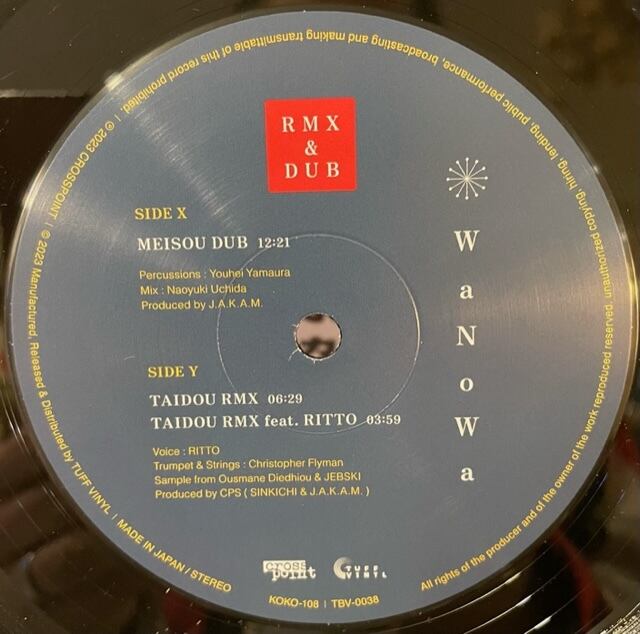 RMX
&
DUB
SIDE X
MEISOU DUB 12:21
Percussions : Youhei Yamaura
Mix : Naoyuki Uchida
Produced by J.A.K.A.M.
SIDE Y
TAIDOU RMX 06:29
TAIDOU RMX feat. RITTO 03:59
Voice : RITTO
Trumpet & Strings : Christopher Flyman
Sample from Ousmane Diedhiou & JEBSKI
Produced by CPS ( SINKICHI & J.A.K.A.M. )
WaNoWa
cross point
TUFF VINYL
KOKO-108 | TBV-0038
All rights of the producer and of the owner of the work reproduced reserved. unauthorized copying, hiring, lending, public performance, broadcasting and making transmittable of this record prohibited. | ℗ 2023 CROSSPOINT | © 2023 Manufactured, Released & Distributed by TUFF VINYL | MADE IN JAPAN / STEREO